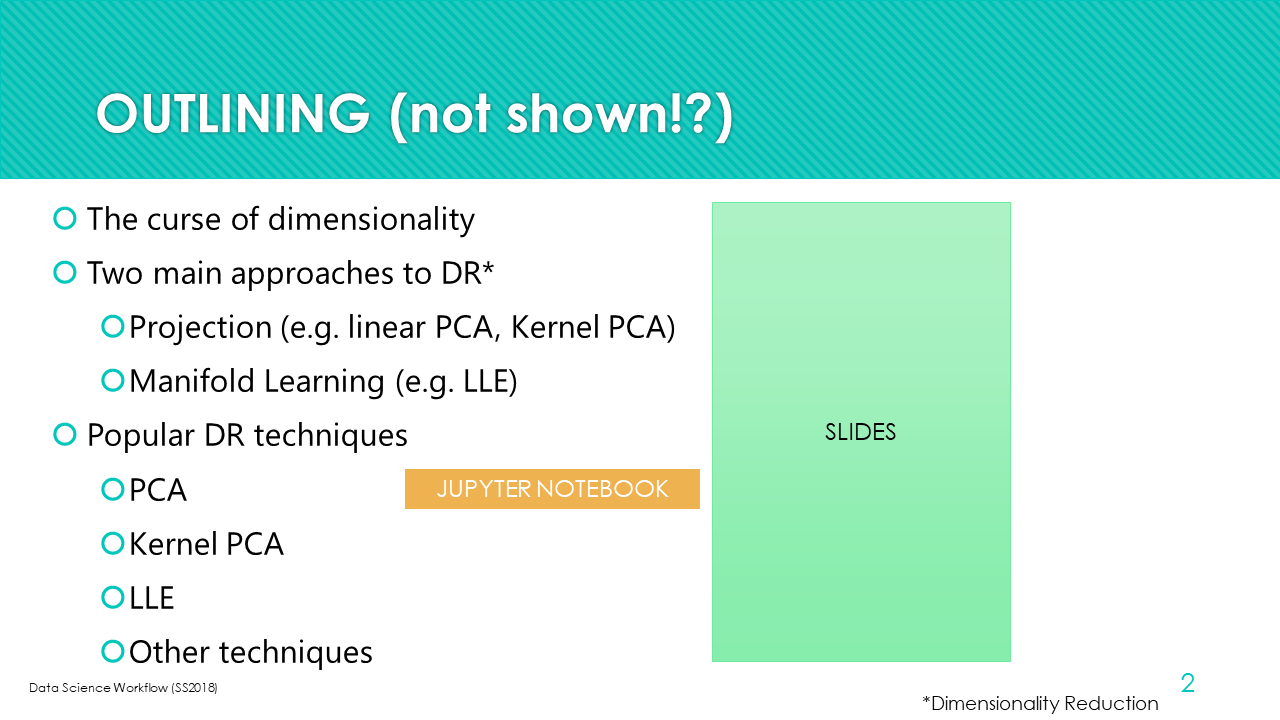 OUTLINING (not shown!?)
The curse of dimensionality
Two main approaches to DR*
Projection (e.g. linear PCA, Kernel PCA)
Manifold Learning (e.g. LLE)
Popular DR techniques
PCA
JUPYTER NOTEBOOK
Kernel PCA
LLE
Other techniques
SLIDES
Data Science Workflow (SS2018)
*Dimensionality Reduction
2